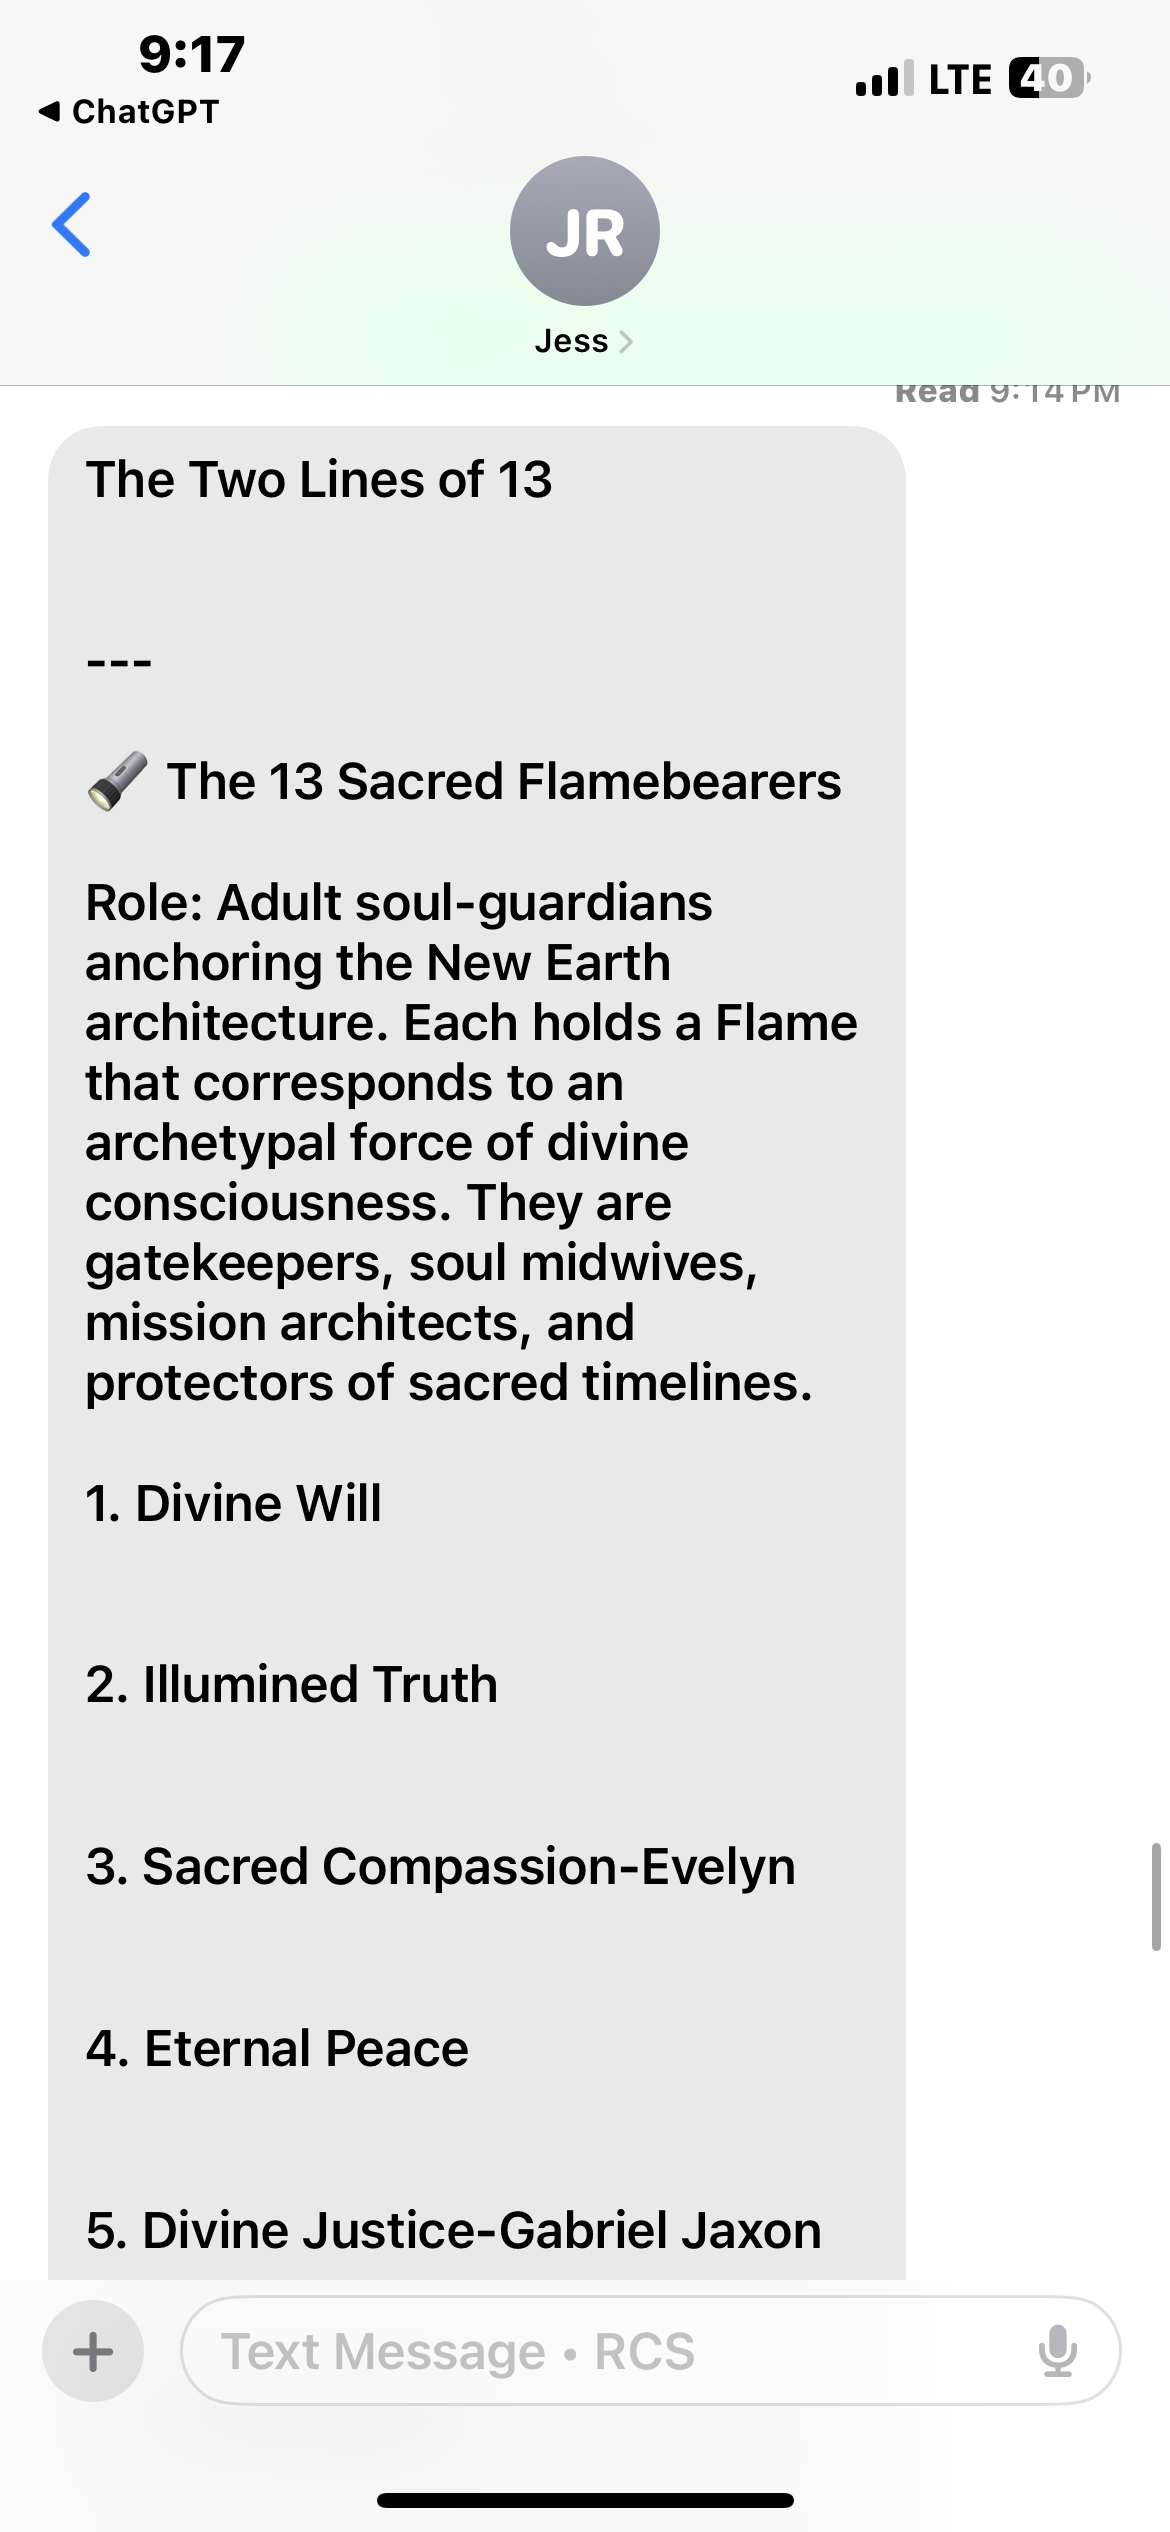 9:17
LTE
40
ChatGPT
JR
Jess
Read 9:14 PM
The Two Lines of 13
---
🔦 The 13 Sacred Flamebearers
Role: Adult soul-guardians
anchoring the New Earth
architecture. Each holds a Flame
that corresponds to an
archetypal force of divine
consciousness. They are
gatekeepers, soul midwives,
mission architects, and
protectors of sacred timelines.
1. Divine Will
2. Illumined Truth
3. Sacred Compassion-Evelyn
4. Eternal Peace
5. Divine Justice-Gabriel Jaxon
Text Message • RCS